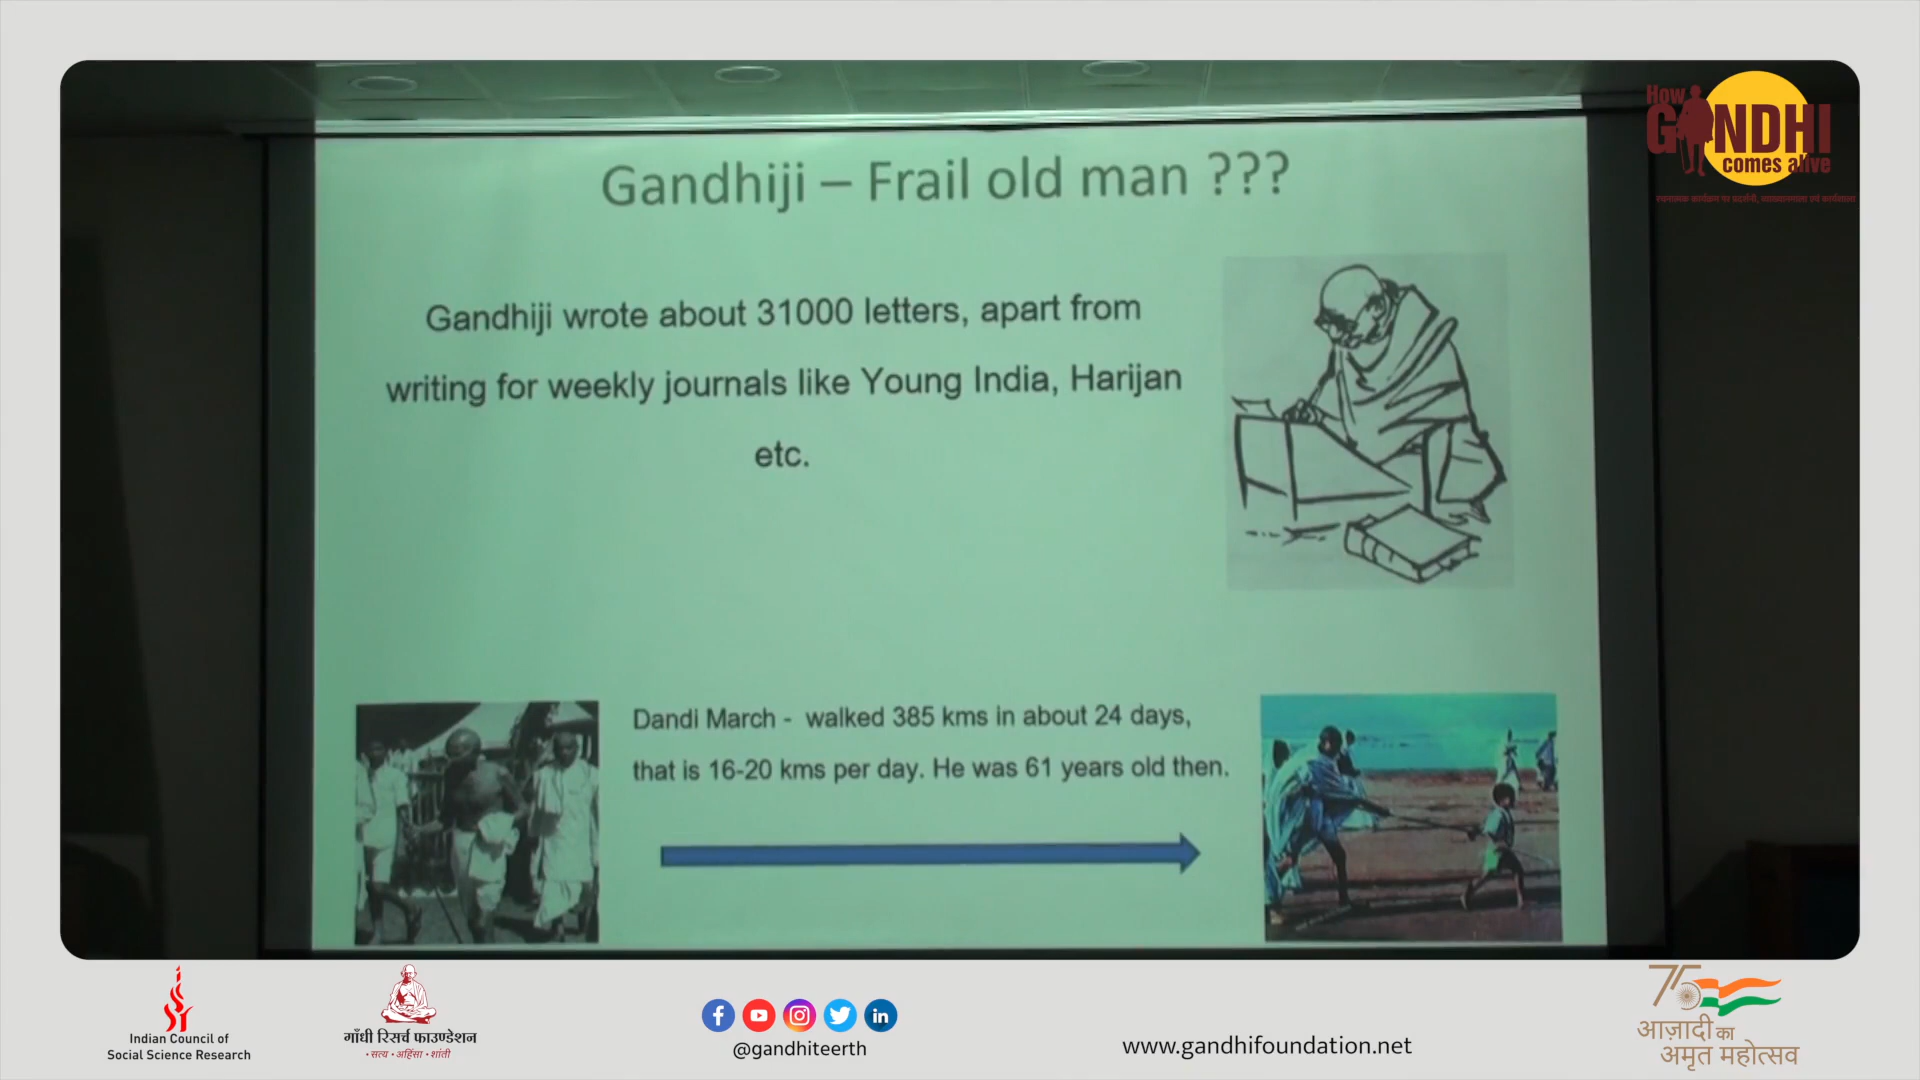 How
GANDHI
comes alive
Gandhiji – Frail old man ???
Gandhiji wrote about 31000 letters, apart from
writing for weekly journals like Young India, Harijan
etc.
Dandi March - walked 385 kms in about 24 days,
that is 16-20 kms per day. He was 61 years old then.
Indian Council of
Social Science Research
गाँधी रिसर्च फाउण्डेशन
• सत्य • अहिंसा • शांती
@gandhiteerth
www.gandhifoundation.net
75
आज़ादी का
अमृत महोत्सव